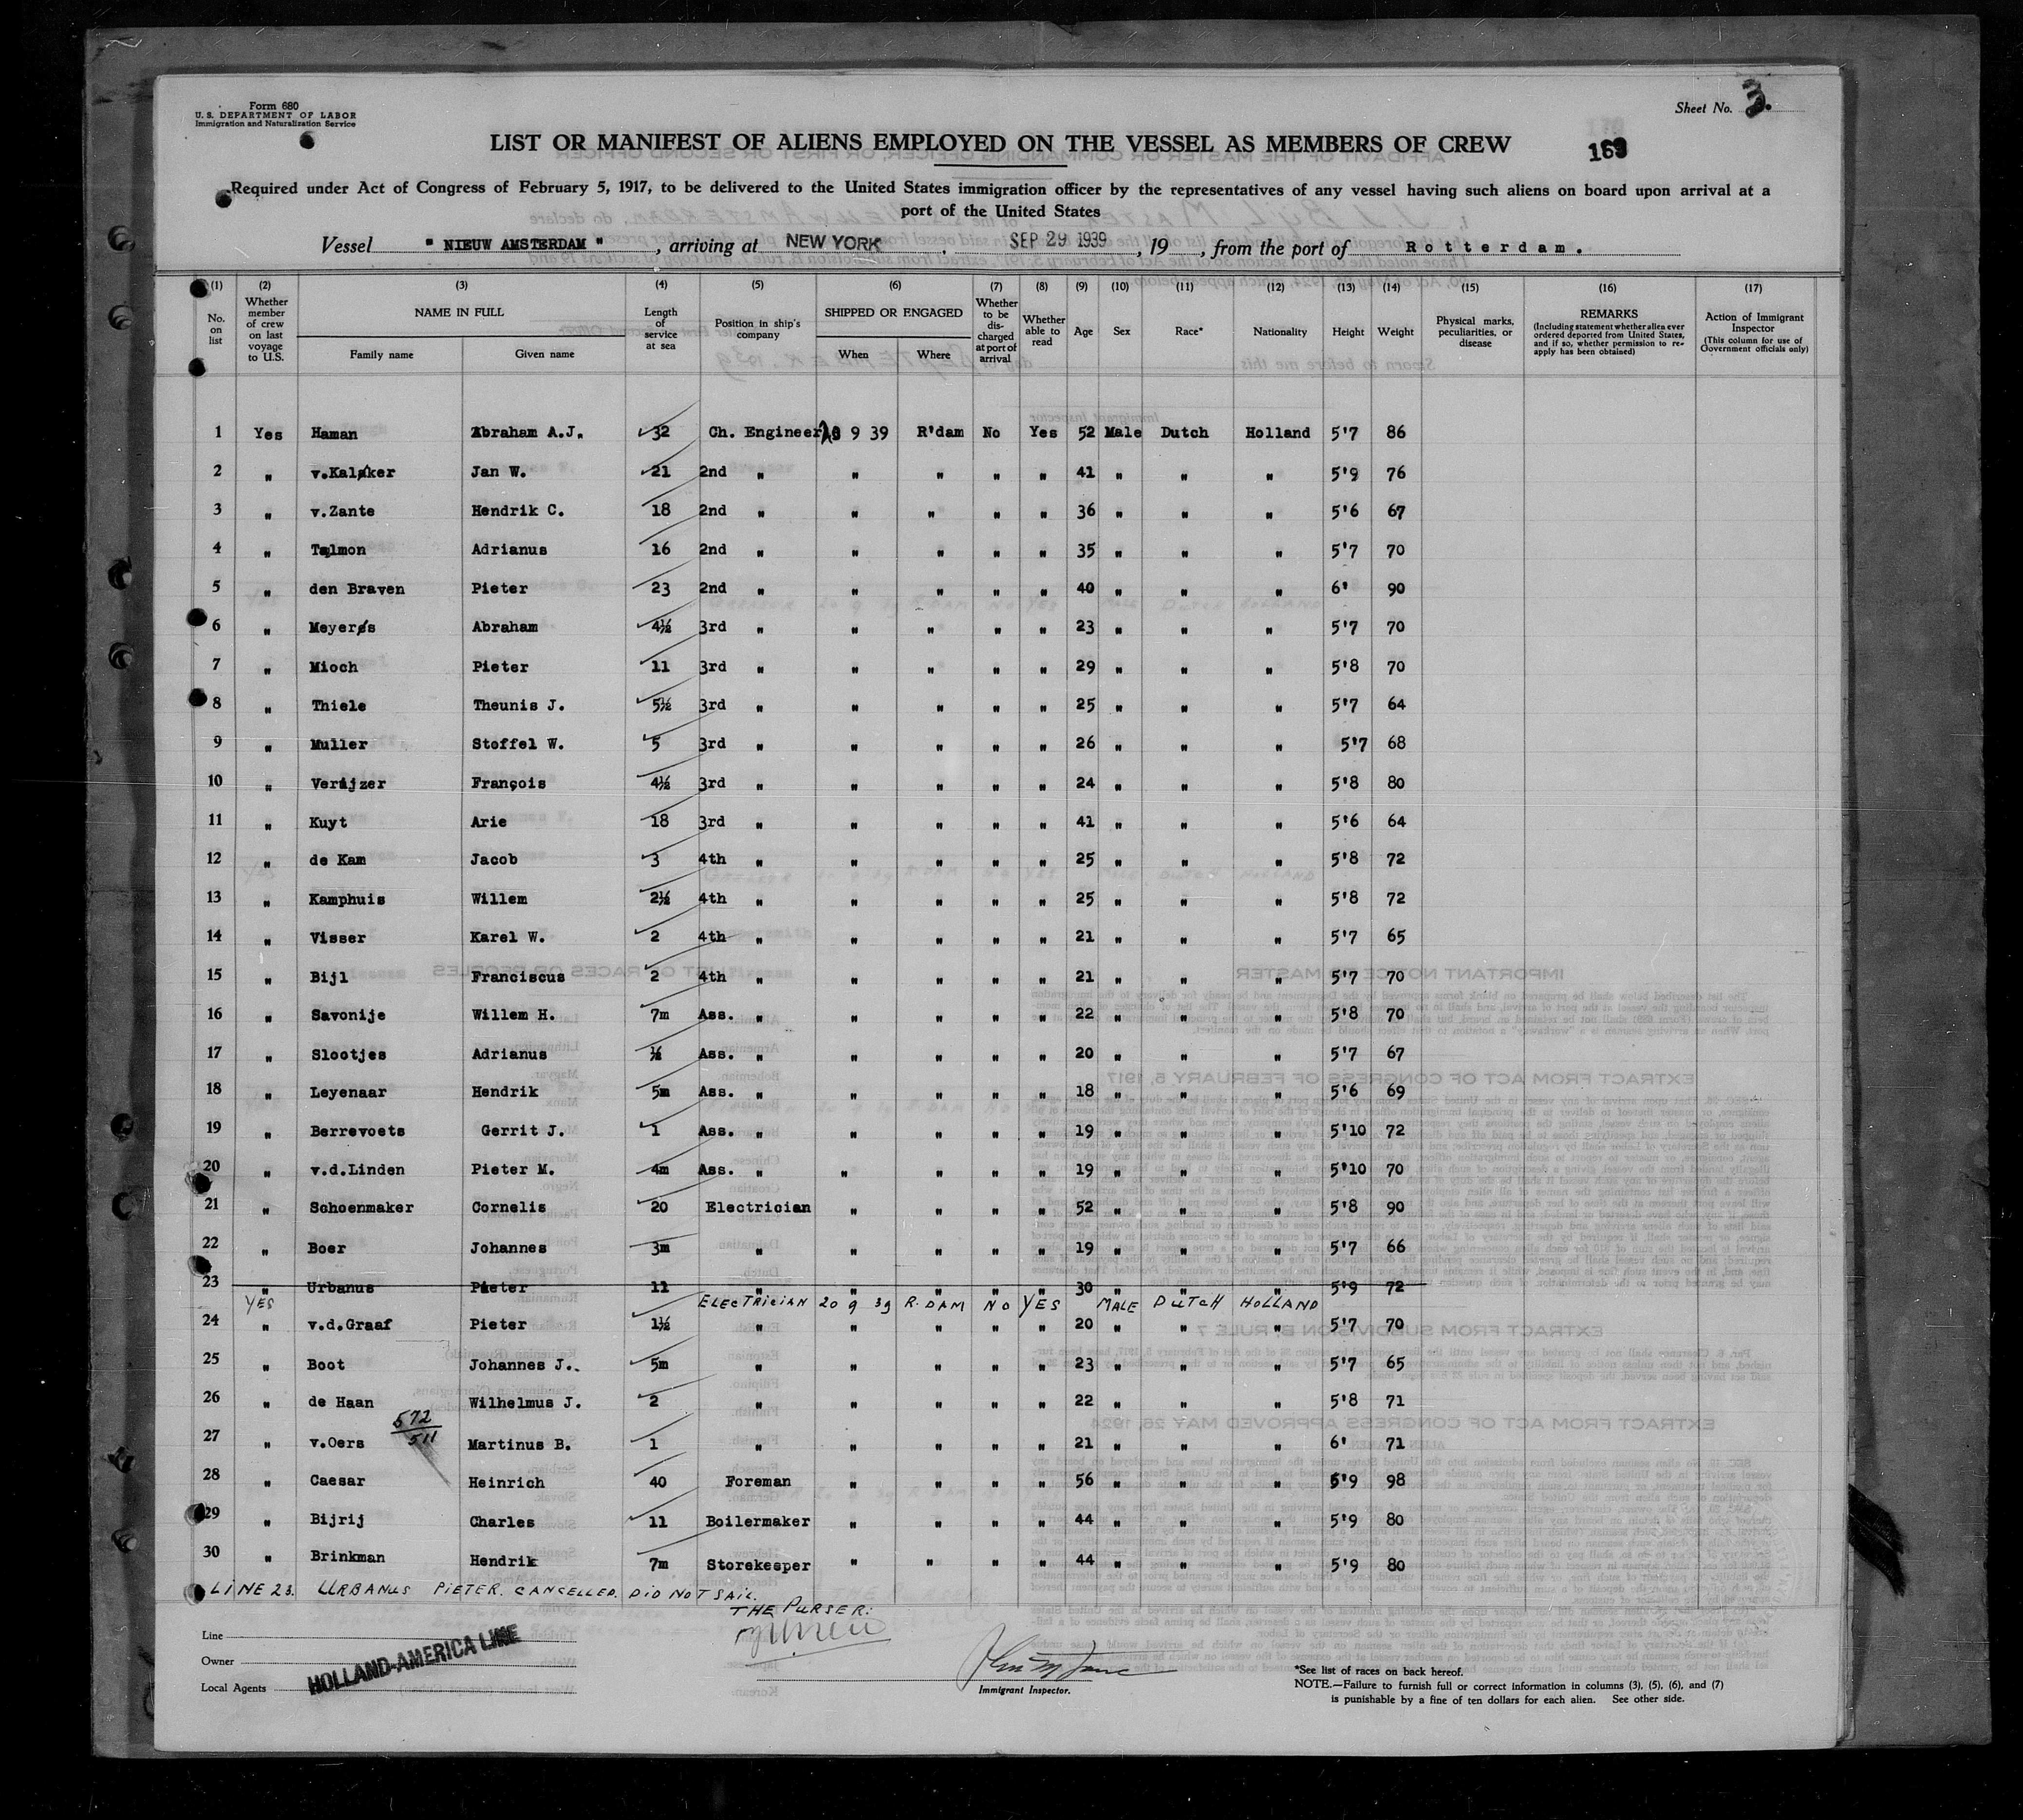 Form 680
U.S. DEPARTMENT OF LABOR
Immigration and Naturalization Service
Sheet No. 3.
LIST OR MANIFEST OF ALIENS EMPLOYED ON THE VESSEL AS MEMBERS OF CREW
169
Required under Act of Congress of February 5, 1917, to be delivered to the United States immigration officer by the representatives of any vessel having such aliens on board upon arrival at a
port of the United States
Vessel " NIEUW AMSTERDAM ", arriving at NEW YORK, SEP 29 1939, 19, from the port of Rotterdam.
(1) No. on list (2) Whether member of crew on last voyage to U.S. (3) NAME IN FULL Family name Given name (4) Length of service at sea (5) Position in ship's company (6) SHIPPED OR ENGAGED When Where (7) Whether to be discharged at port of arrival (8) Whether able to read (9) Age (10) Sex (11) Race* (12) Nationality (13) Height (14) Weight (15) Physical marks, peculiarities, or disease (16) REMARKS (Including statement whether alien ever ordered deported from United States, and if so, whether permission to re-apply has been obtained) (17) Action of Immigrant Inspector (This column for use of Government officials only)
1 Yes Haman Abraham A.J. 32 Ch. Engineer 20 9 39 R'dam No Yes 52 Male Dutch Holland 5'7 86
2 " v.Kalker Jan W. 21 2nd " " " " " 41 " " " 5'9 76
3 " v.Zante Hendrik C. 18 2nd " " " " " 36 " " " 5'6 67
4 " Talmon Adrianus 16 2nd " " " " " 35 " " " 5'7 70
5 " den Braven Pieter 23 2nd " " " " " 40 " " " 6' 90
6 " Meyers Abraham 4½ 3rd " " " " " 23 " " " 5'7 70
7 " Mioch Pieter 11 3rd " " " " " 29 " " " 5'8 70
8 " Thiele Theunis J. 5½ 3rd " " " " " 25 " " " 5'7 64
9 " Muller Stoffel W. 5 3rd " " " " " 26 " " " 5'7 68
10 " Verijzer François 4½ 3rd " " " " " 24 " " " 5'8 80
11 " Kuyt Arie 18 3rd " " " " " 41 " " " 5'6 64
12 " de Kam Jacob 3 4th " " " " " 25 " " " 5'8 72
13 " Kamphuis Willem 2½ 4th " " " " " 25 " " " 5'8 72
14 " Visser Karel W. 2 4th " " " " " 21 " " " 5'7 65
15 " Bijl Franciscus 2 4th " " " " " 21 " " " 5'7 70
16 " Savonije Willem H. 7m Ass. " " " " " 22 " " " 5'8 70
17 " Slootjes Adrianus ½ Ass. " " " " " 20 " " " 5'7 67
18 " Leyenaar Hendrik 5m Ass. " " " " " 18 " " " 5'6 69
19 " Berrevoets Gerrit J. 1 Ass. " " " " " 19 " " " 5'10 72
20 " v.d.Linden Pieter M. 4m Ass. " " " " " 19 " " " 5'10 70
21 " Schoenmaker Cornelis 20 Electrician " " " " 52 " " " 5'8 90
22 " Boer Johannes 3m " " " " " 19 " " " 5'7 66
23 " Urbanus Pieter 11 " " " " " 30 " " " 5'9 72
YES ELECTRICIAN 20 9 39 R.DAM NO YES MALE DUTCH HOLLAND
24 " v.d.Graaf Pieter 1½ " " " " " 20 " " " 5'7 70
25 " Boot Johannes J. 5m " " " " " 23 " " " 5'7 65
26 " de Haan Wilhelmus J. 2 " " " " " 22 " " " 5'8 71
572
511
27 " v.Oers Martinus B. 1 " " " " " 21 " " " 6' 71
28 " Caesar Heinrich 40 Foreman " " " " 56 " " " 5'9 98
29 " Bijrij Charles 11 Boilermaker " " " " 44 " " " 5'9 80
30 " Brinkman Hendrik 7m Storekeeper " " " " 44 " " " 5'9 80
LINE 23. URBANUS PIETER. CANCELLED. DID NOT SAIL.
THE PURSER:
Line
Owner
Local Agents
HOLLAND-AMERICA LINE
Immigrant Inspector.
*See list of races on back hereof.
NOTE.—Failure to furnish full or correct information in columns (3), (5), (6), and (7)
is punishable by a fine of ten dollars for each alien. See other side.